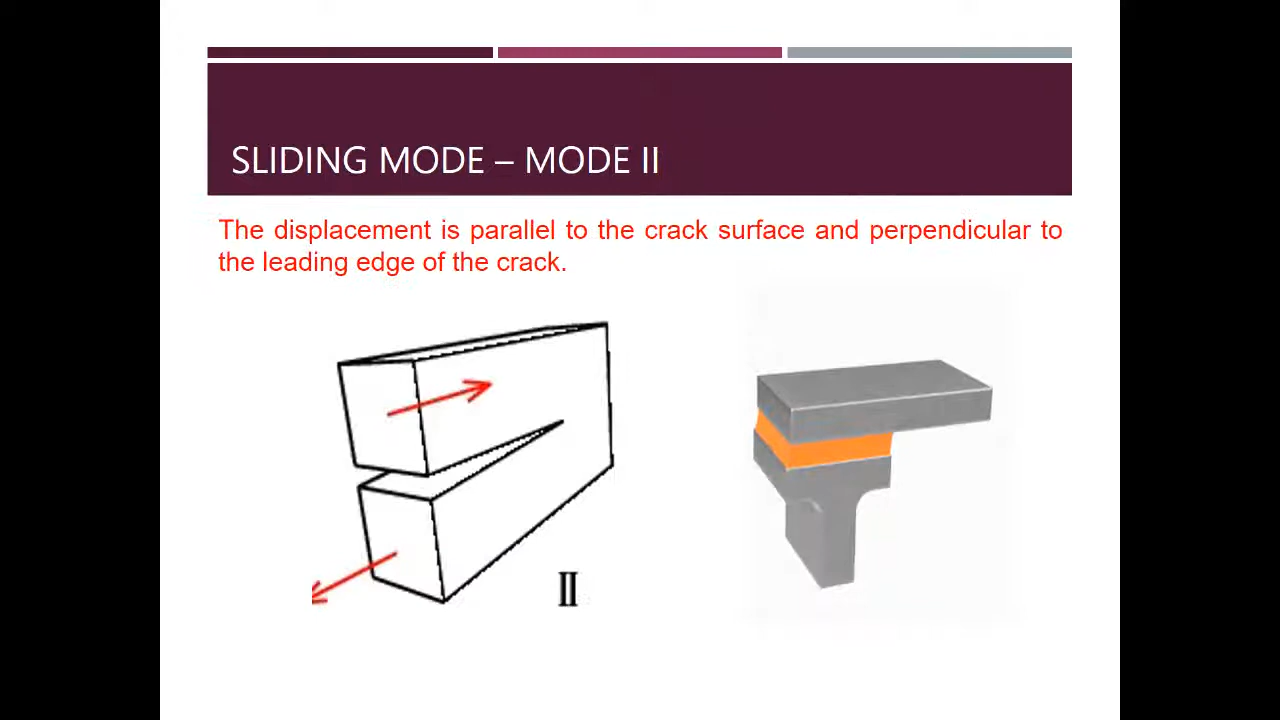 SLIDING MODE – MODE II
The displacement is parallel to the crack surface and perpendicular to
the leading edge of the crack.
II